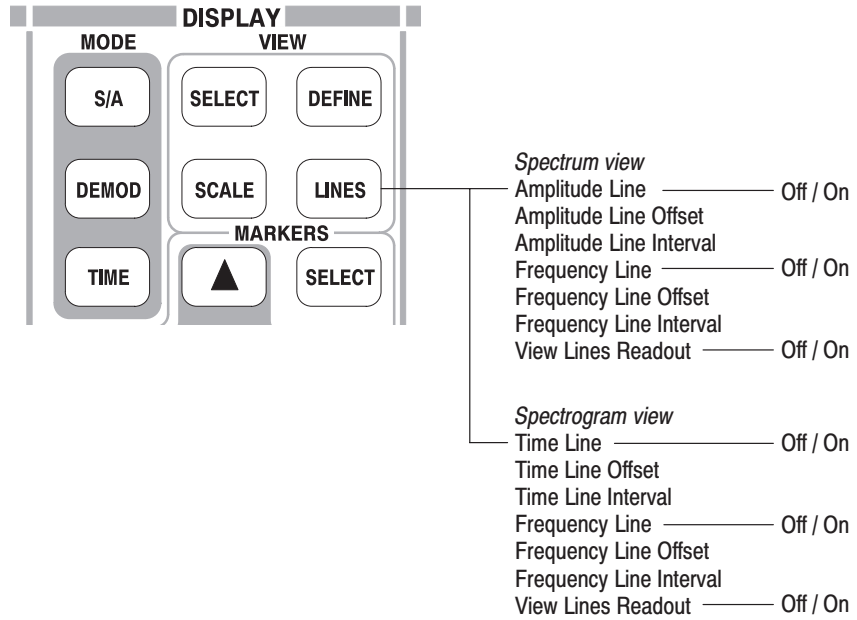 DISPLAY
MODE
VIEW
S/A
SELECT
DEFINE
DEMOD
SCALE
LINES
MARKERS
TIME
SELECT
Spectrum view
Amplitude Line Off / On
Amplitude Line Offset
Amplitude Line Interval
Frequency Line Off / On
Frequency Line Offset
Frequency Line Interval
View Lines Readout Off / On
Spectrogram view
Time Line Off / On
Time Line Offset
Time Line Interval
Frequency Line Off / On
Frequency Line Offset
Frequency Line Interval
View Lines Readout Off / On